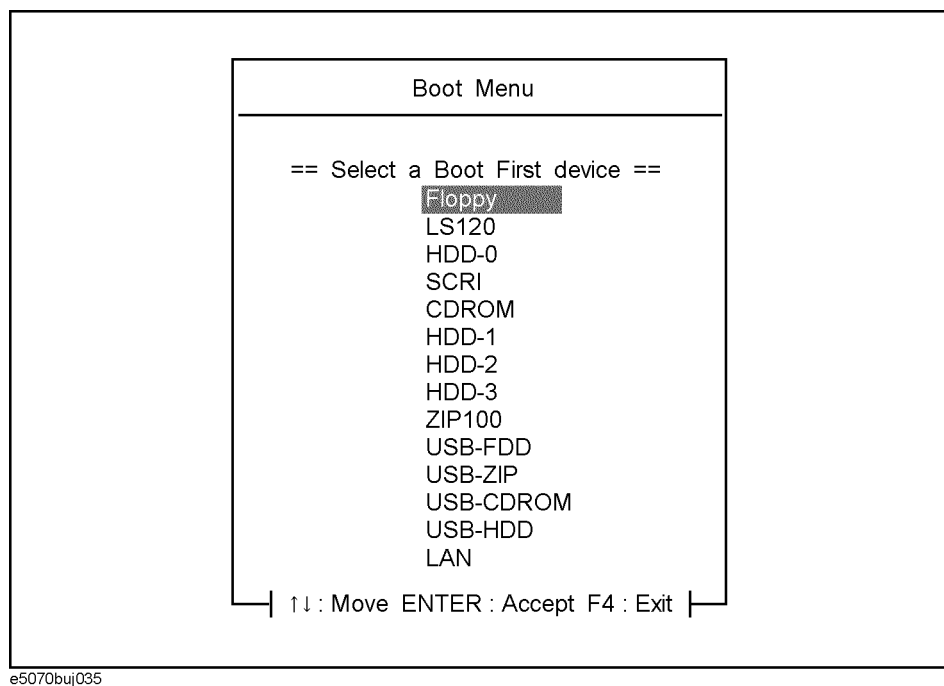 Boot Menu
== Select a Boot First device ==
Floppy
LS120
HDD-0
SCRI
CDROM
HDD-1
HDD-2
HDD-3
ZIP100
USB-FDD
USB-ZIP
USB-CDROM
USB-HDD
LAN
↑↓ : Move ENTER : Accept F4 : Exit
e5070buj035